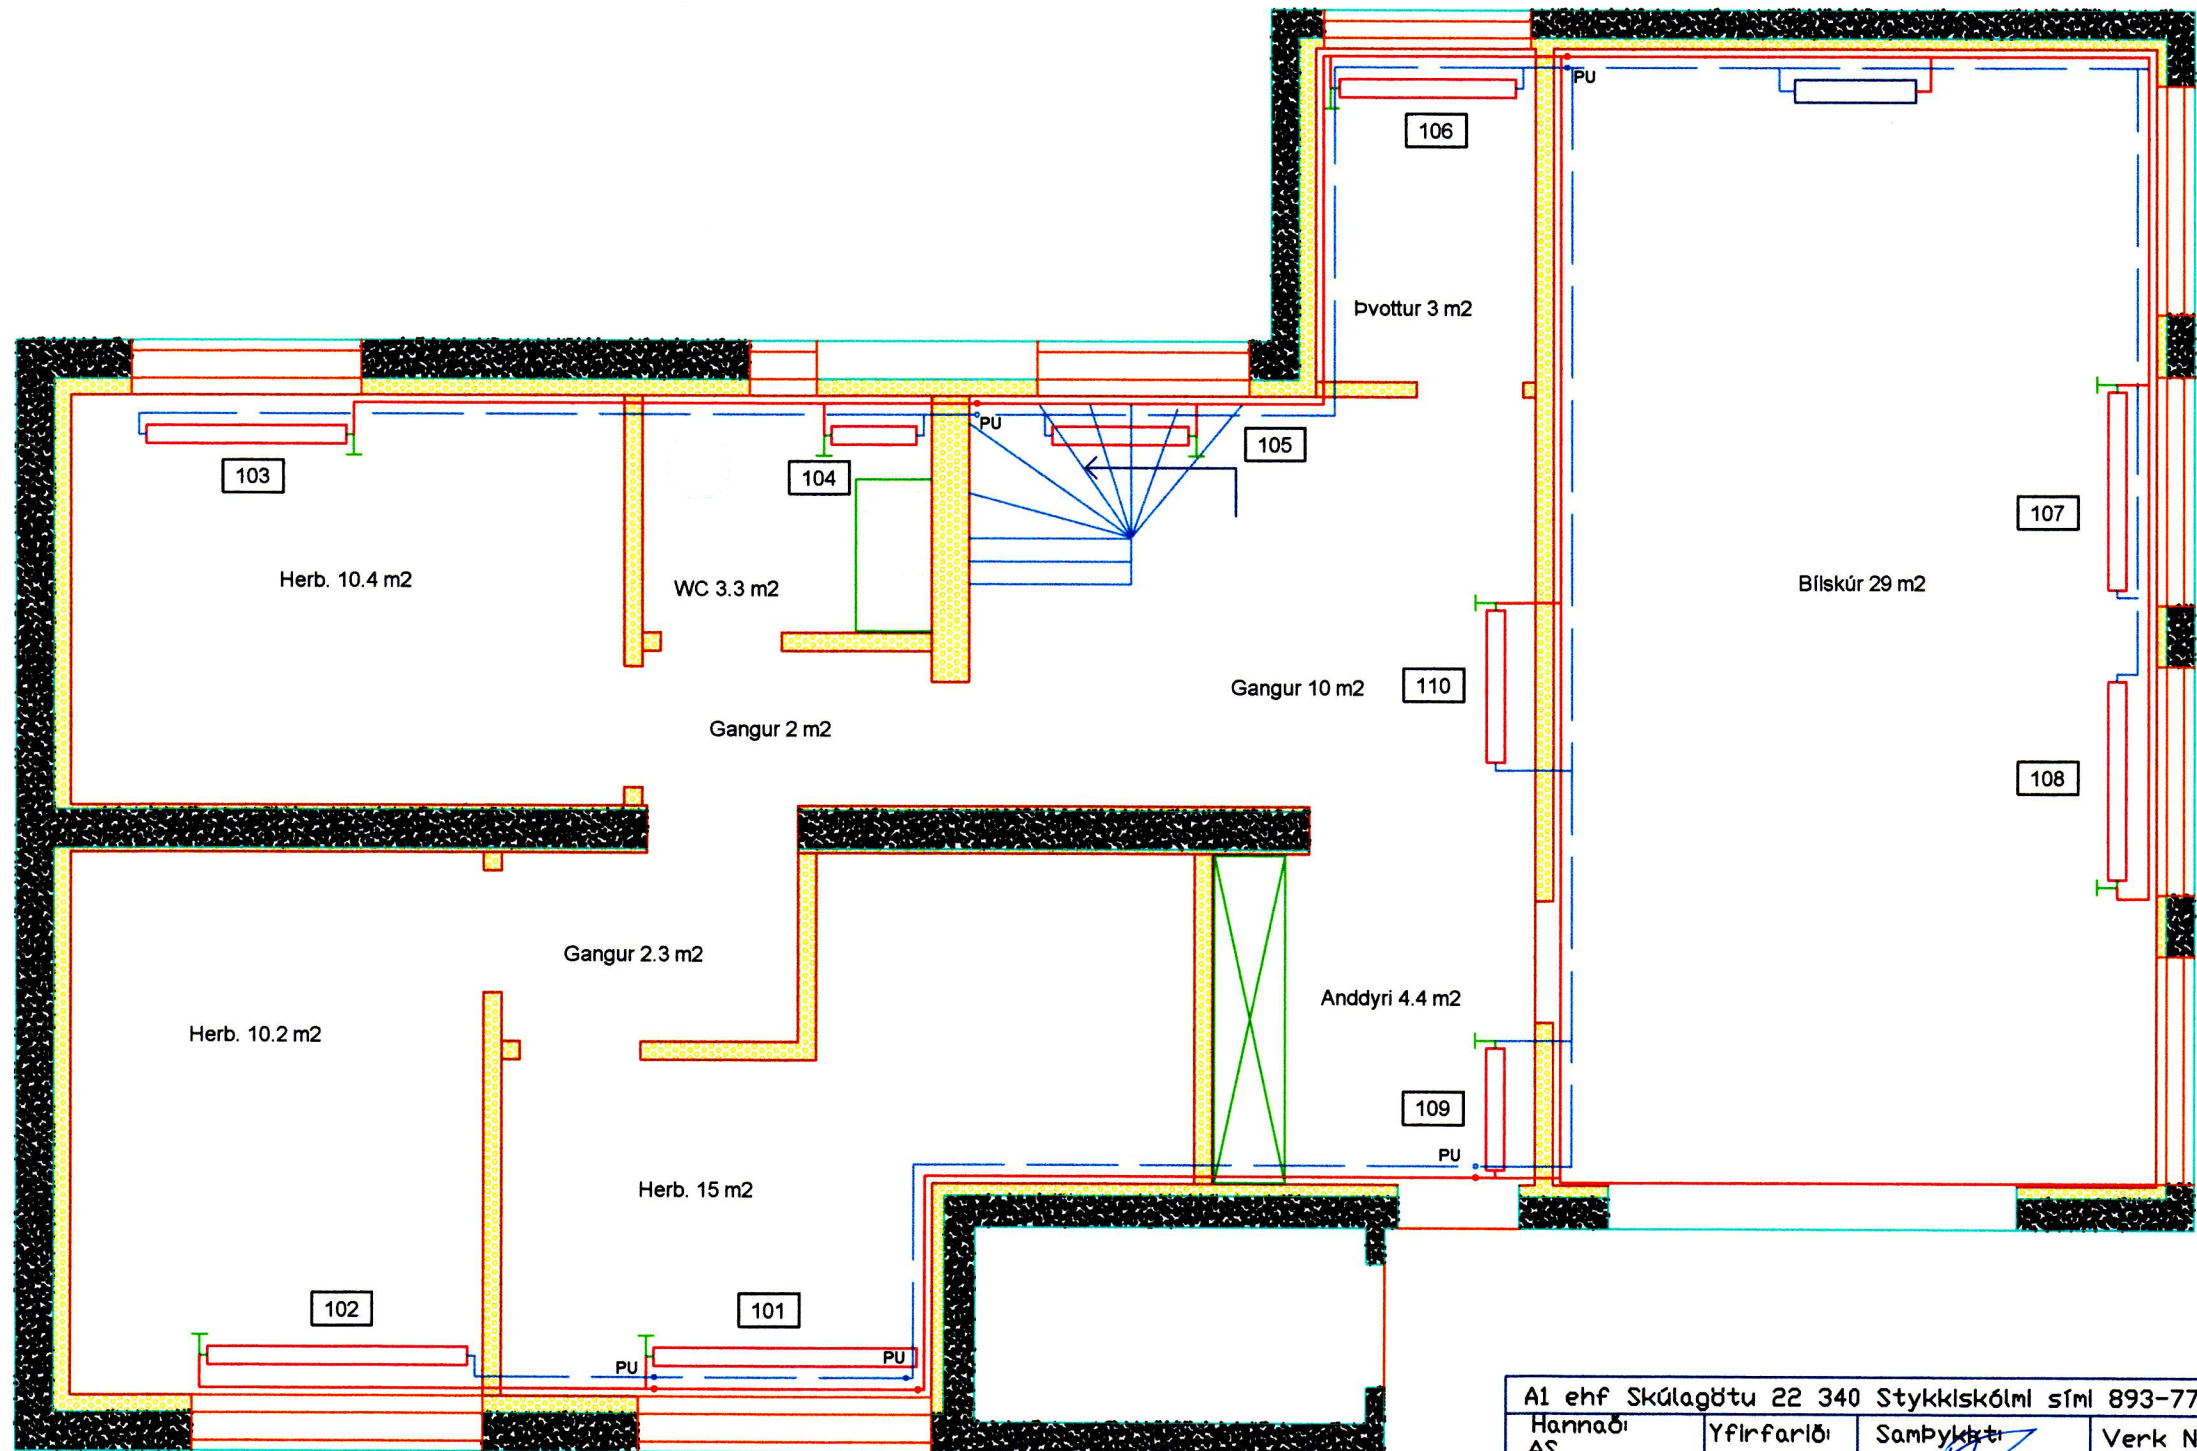 PU
106
Þvottur 3 m2
103
104
PU
105
107
Herb. 10.4 m2
WC 3.3 m2
Bílskúr 29 m2
Gangur 10 m2
110
Gangur 2 m2
108
Gangur 2.3 m2
Anddyri 4.4 m2
Herb. 10.2 m2
109
PU
Herb. 15 m2
102
101
PU
PU
A1 ehf Skúlagötu 22 340 Stykkiskólmi sími 893-77
Hannað:
Yfirfarið:
Samþykkt:
Verk N
AS